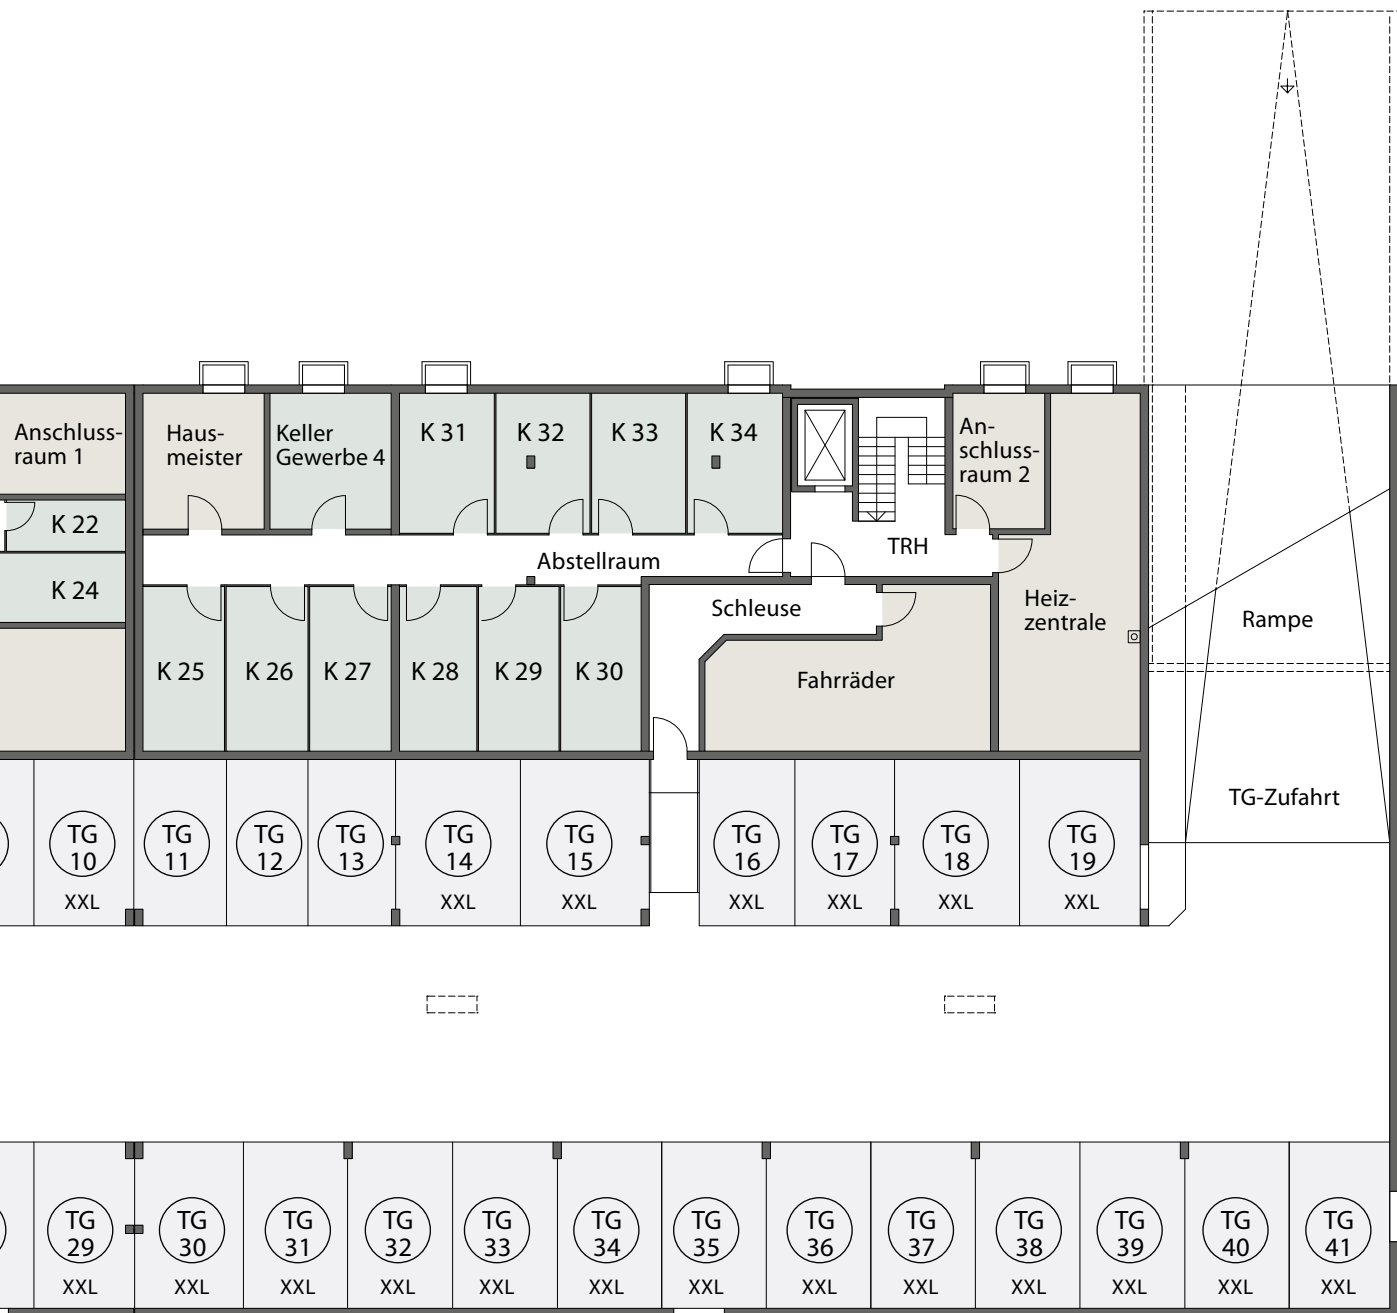 Anschluss-
raum 1
Haus-
meister
Keller
Gewerbe 4
K 31
K 32
K 33
K 34
An-
schluss-
raum 2
K 22
K 24
Abstellraum
TRH
Schleuse
Heiz-
zentrale
Rampe
K 25
K 26
K 27
K 28
K 29
K 30
Fahrräder
TG-Zufahrt
TG
10
XXL
TG
11
TG
12
TG
13
TG
14
XXL
TG
15
XXL
TG
16
XXL
TG
17
XXL
TG
18
XXL
TG
19
XXL
TG
29
XXL
TG
30
XXL
TG
31
XXL
TG
32
XXL
TG
33
XXL
TG
34
XXL
TG
35
XXL
TG
36
XXL
TG
37
XXL
TG
38
XXL
TG
39
XXL
TG
40
XXL
TG
41
XXL